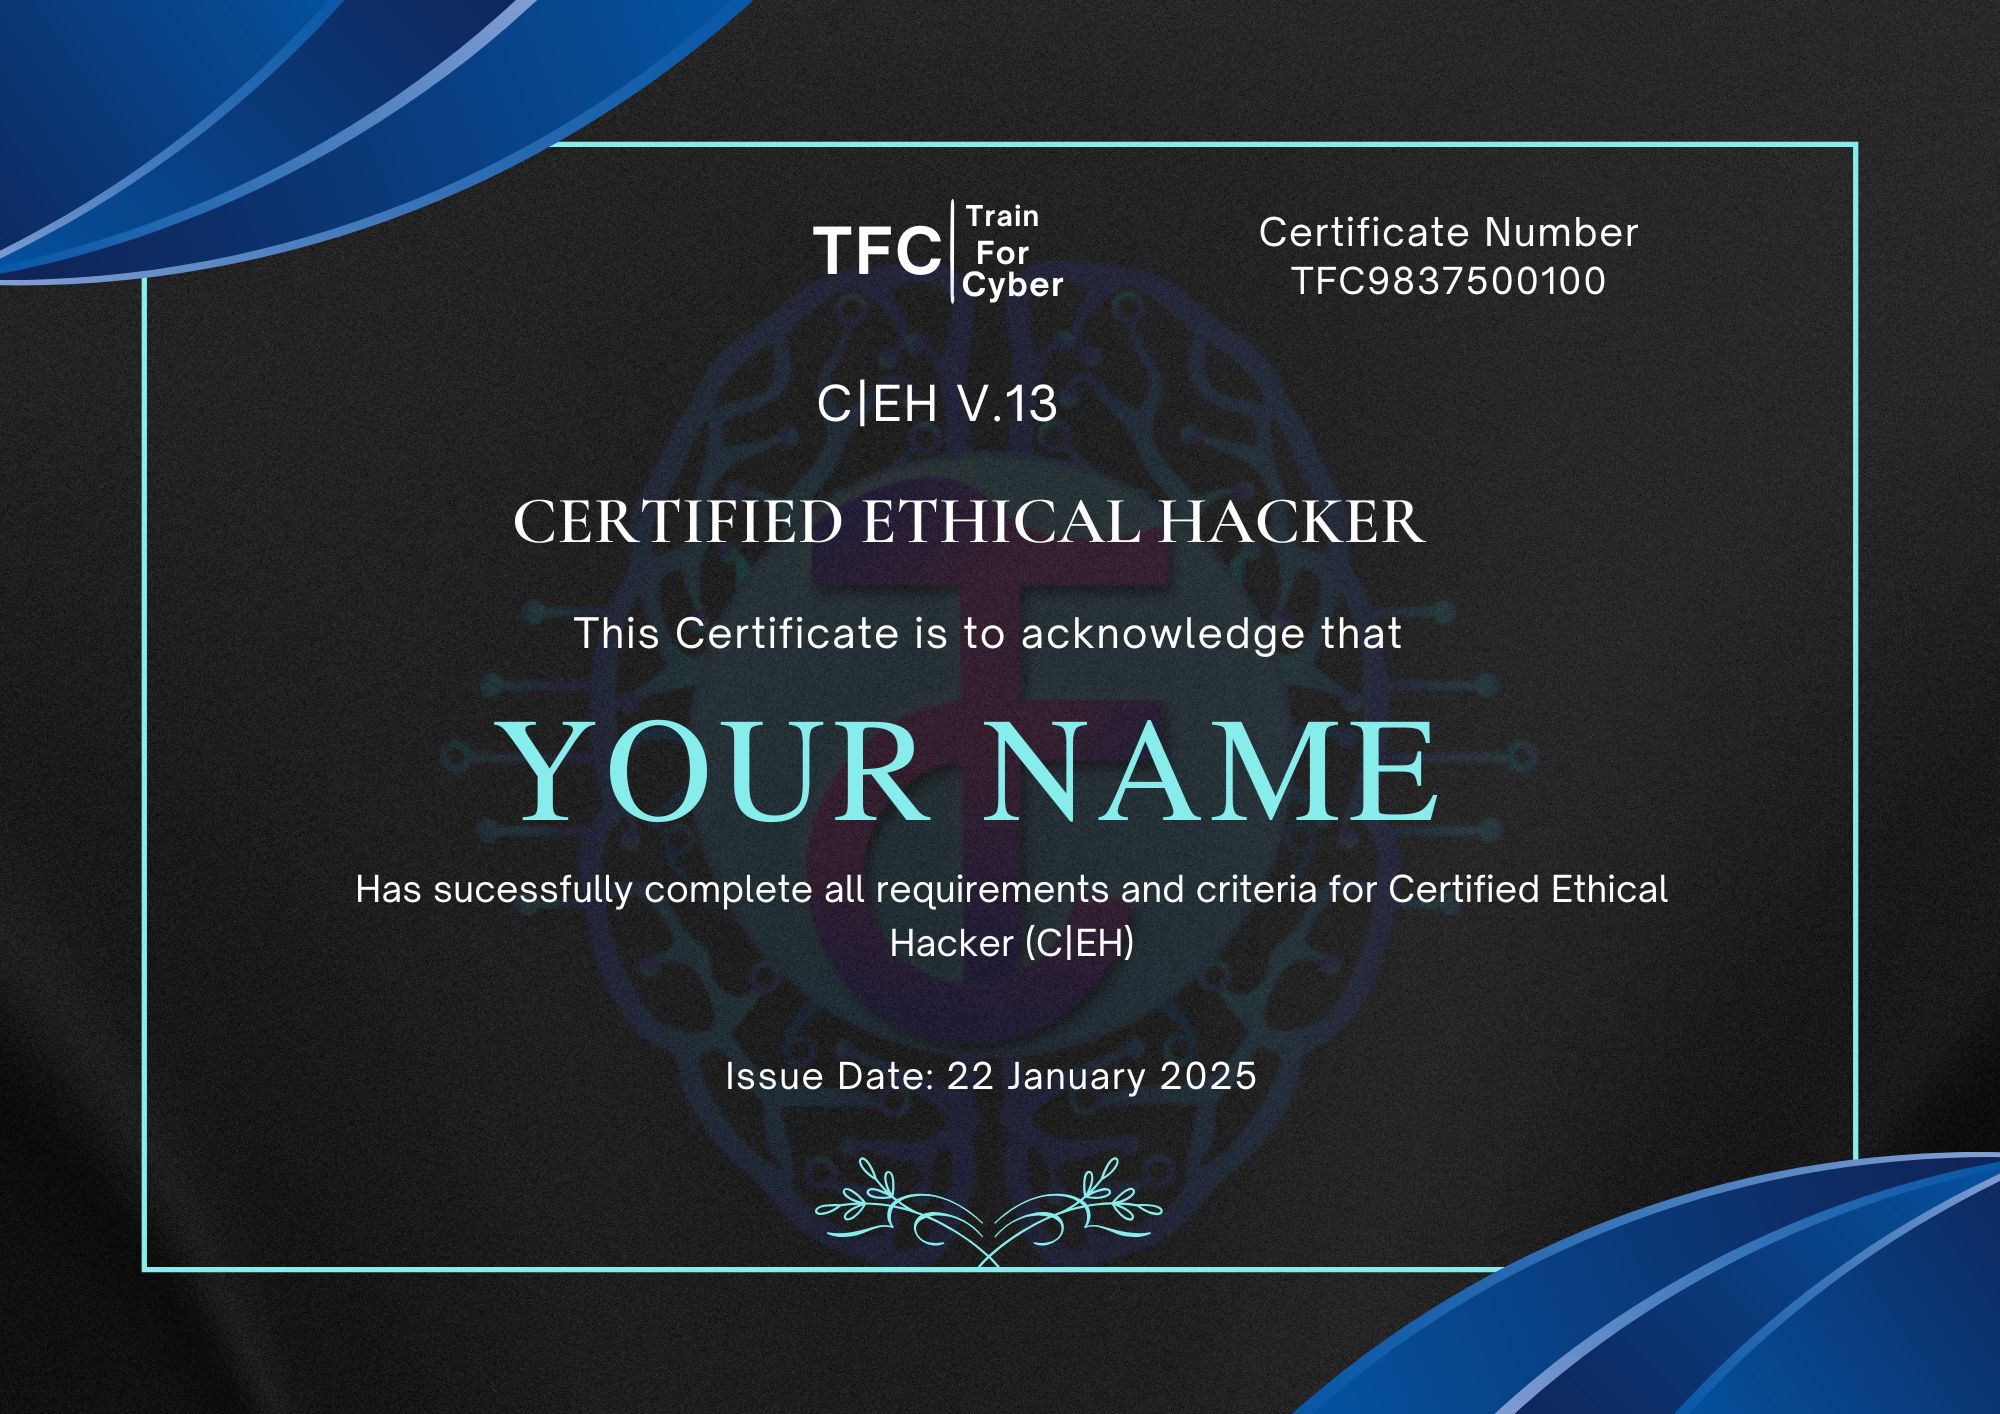 TFC
Train
For
Cyber
Certificate Number
TFC9837500100
C|EH V.13
CERTIFIED ETHICAL HACKER
This Certificate is to acknowledge that
YOUR NAME
Has sucessfully complete all requirements and criteria for Certified Ethical
Hacker (C|EH)
Issue Date: 22 January 2025